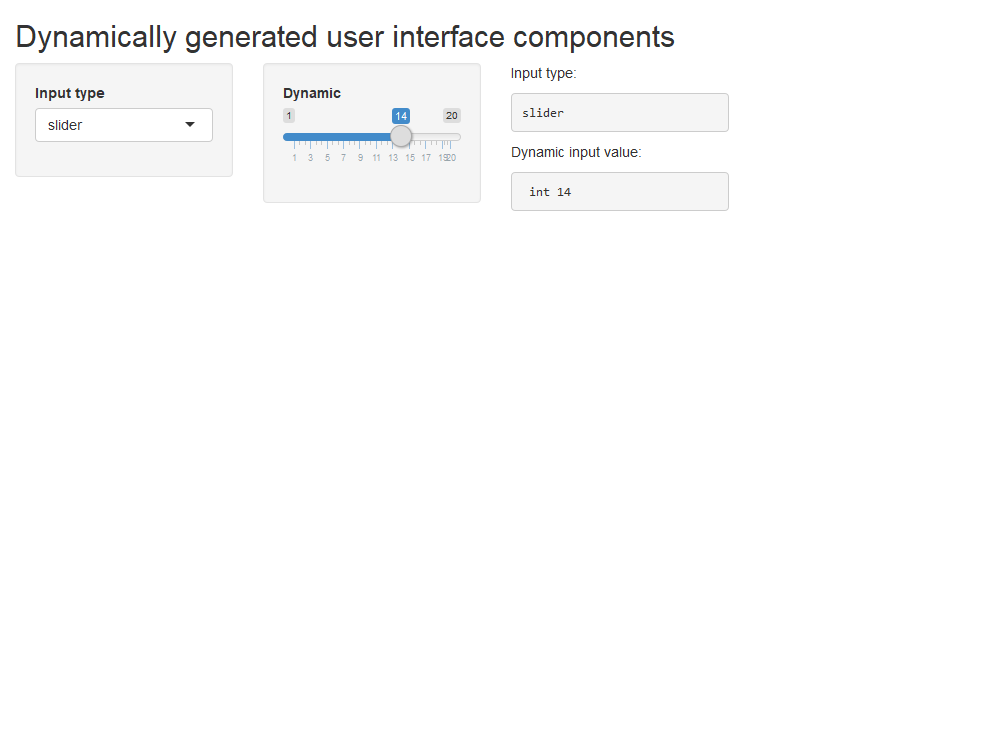 Dynamically generated user interface components
Input type
slider
Dynamic
1 14 20
1 3 5 7 9 11 13 15 17 19 20
Input type:
slider
Dynamic input value:
int 14